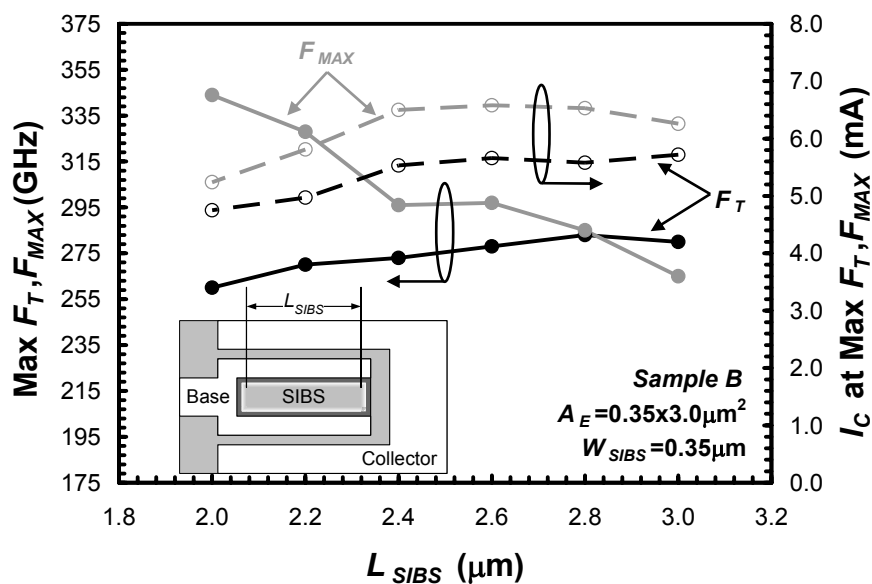 Max F_T, F_MAX (GHz)
375
355
335
315
295
275
255
235
215
195
175
F_MAX
F_T
L_SIBS
Base
SIBS
Collector
Sample B
A_E=0.35x3.0μm²
W_SIBS=0.35μm
8.0
7.0
6.0
5.0
4.0
3.0
2.0
1.0
0.0
I_C at Max F_T, F_MAX (mA)
1.8 2.0 2.2 2.4 2.6 2.8 3.0 3.2
L_SIBS (μm)